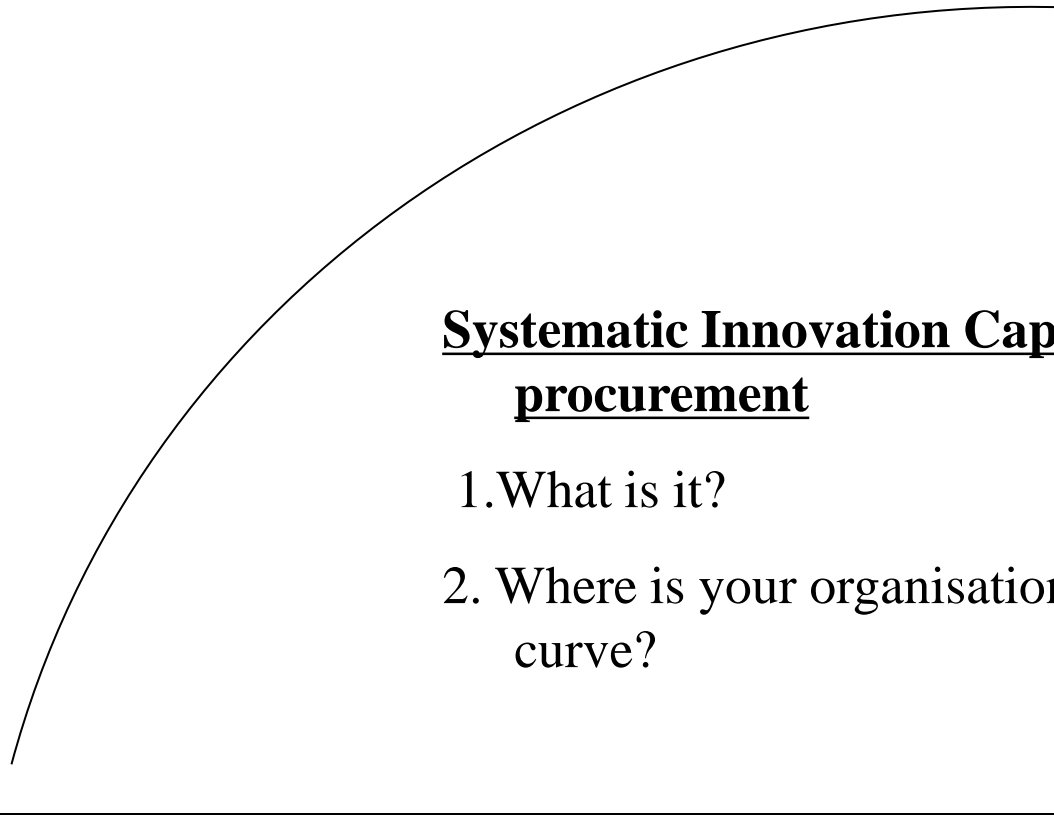 Systematic Innovation Cap
procurement
1.What is it?
2. Where is your organisation
curve?